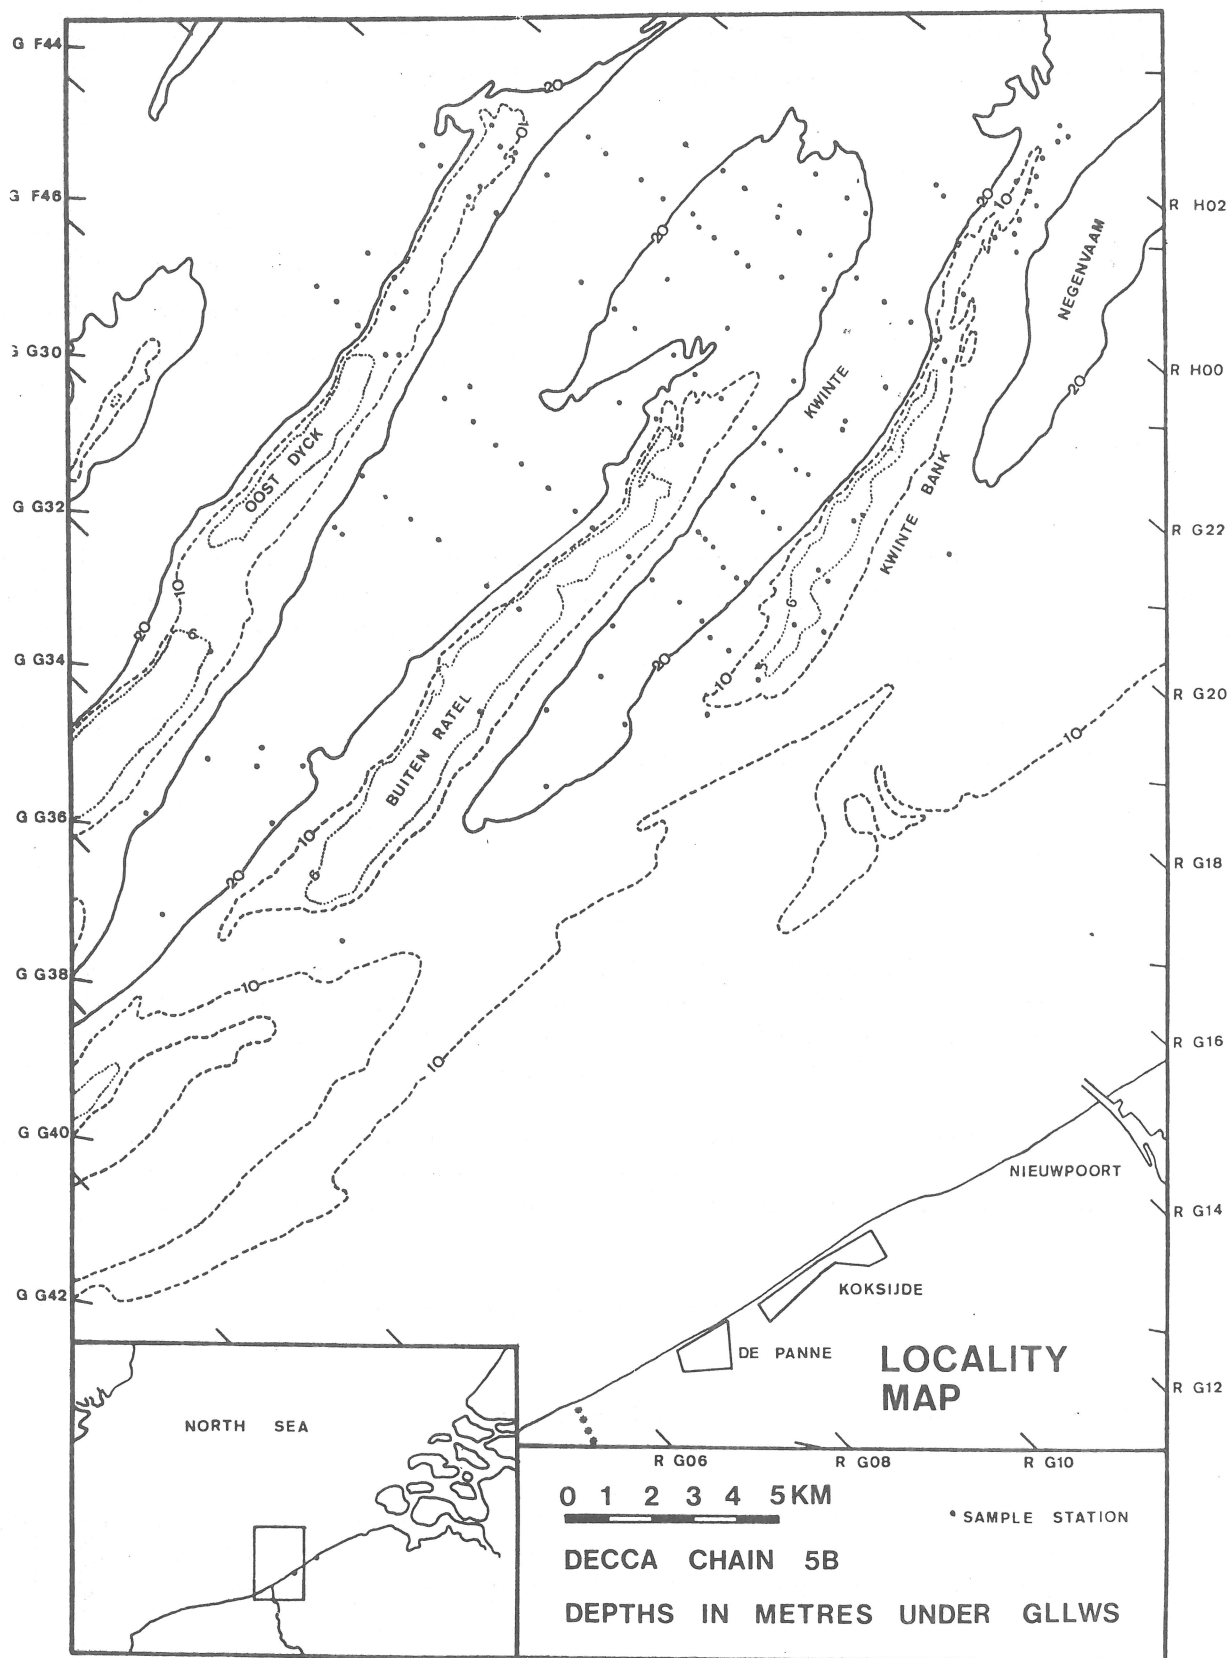 G F44
G F46
G G30
G G32
G G34
G G36
G G38
G G40
G G42
R H02
R H00
R G22
R G20
R G18
R G16
R G14
R G12
R G06
R G08
R G10
20
10
20
20
10
NEGENVAAM
20
KWINTE
KWINTE BANK
OOST DYCK
10
6
20
6
20
10
BUITEN RATEL
10
10
6
20
10
10
NIEUWPOORT
KOKSIJDE
DE PANNE
LOCALITY
MAP
NORTH SEA
0 1 2 3 4 5 KM
• SAMPLE STATION
DECCA CHAIN 5B
DEPTHS IN METRES UNDER GLLWS